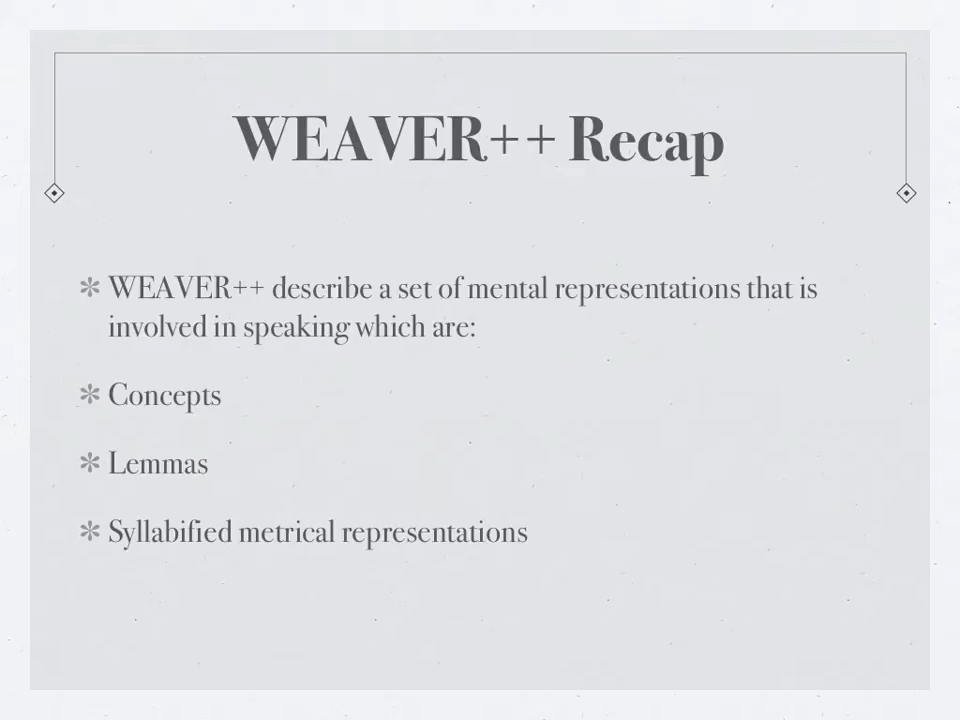 WEAVER++ Recap
WEAVER++ describe a set of mental representations that is
involved in speaking which are:
Concepts
Lemmas
Syllabified metrical representations